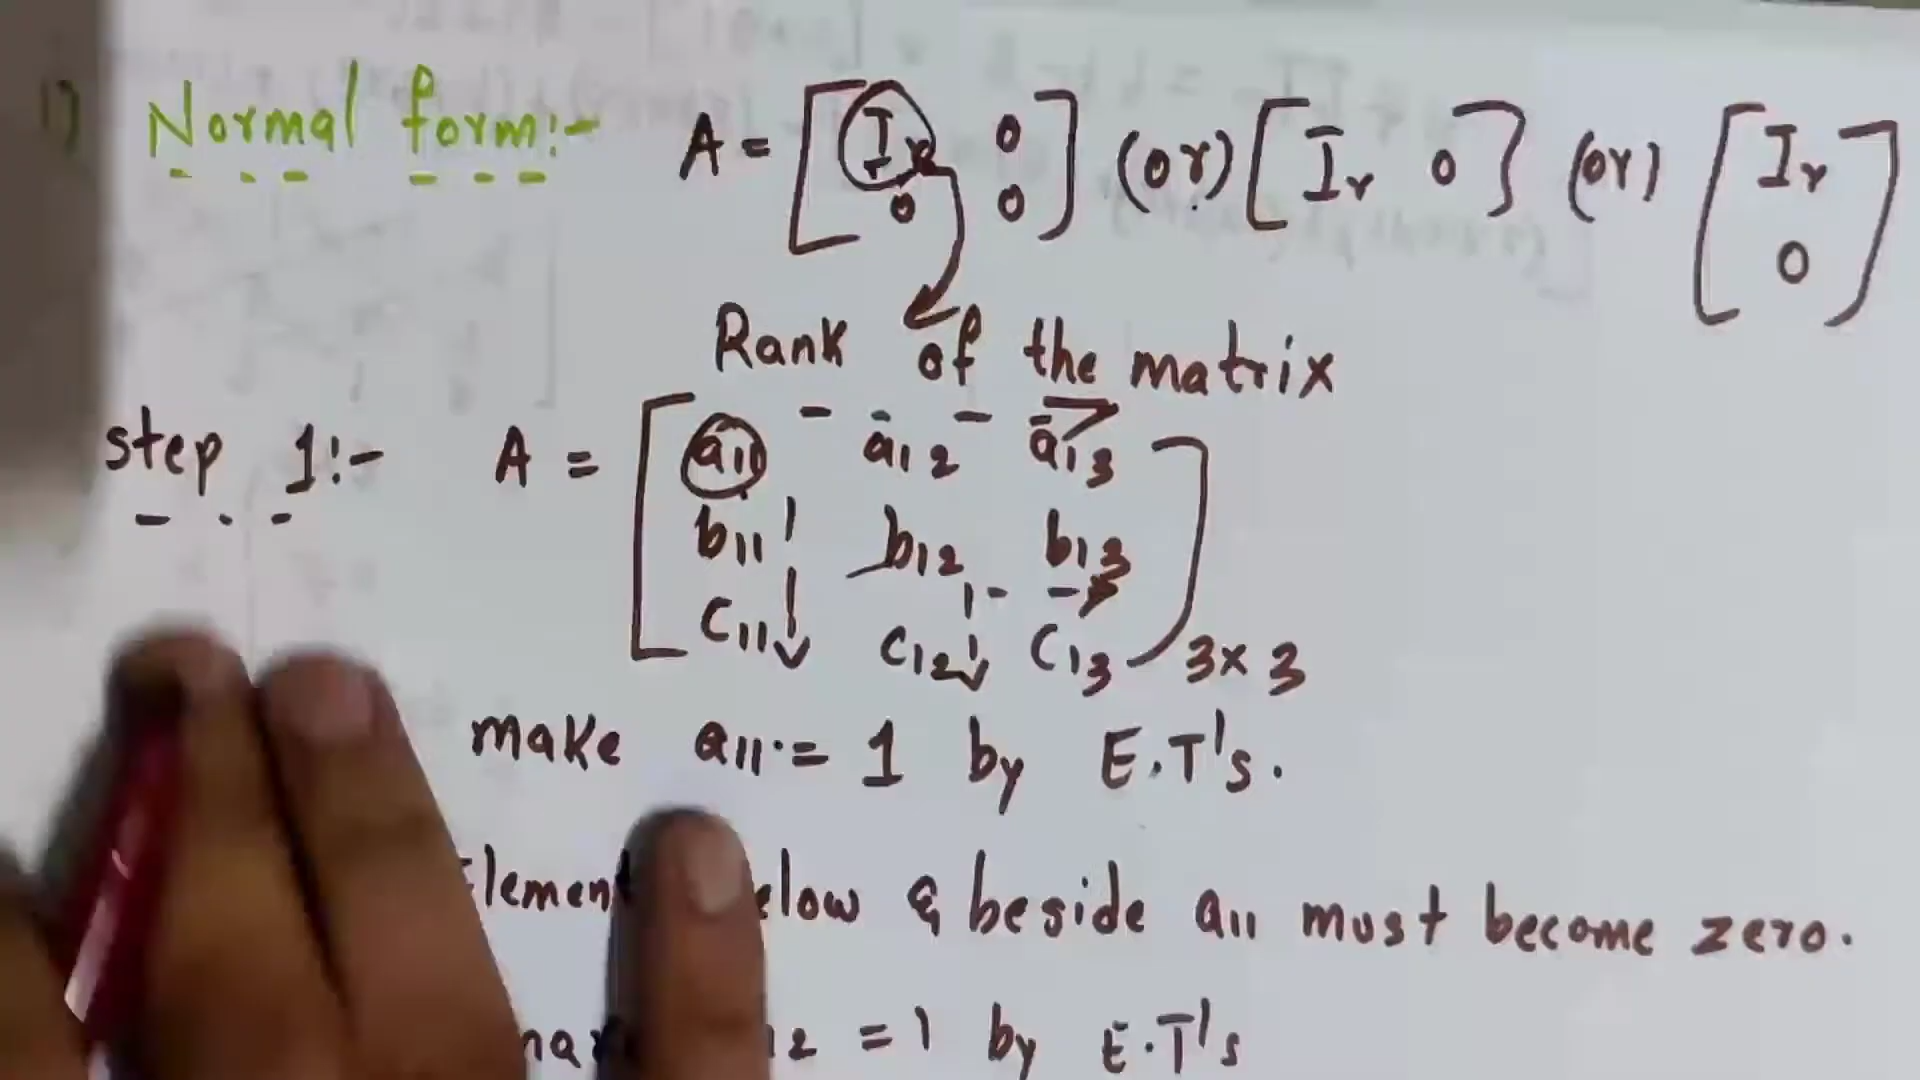 1) Normal form:- A = [ Ir 0 0 0 ] (or) [ Ir 0 ] (or) [ Ir 0 ]
Rank of the matrix
step 1:- A = [ a11 a12 a13
b11 b12 b13
c11 c12 c13 ] 3×3
make a11 = 1 by E.T's.
& beside a11 must become zero.
= 1 by E.T's